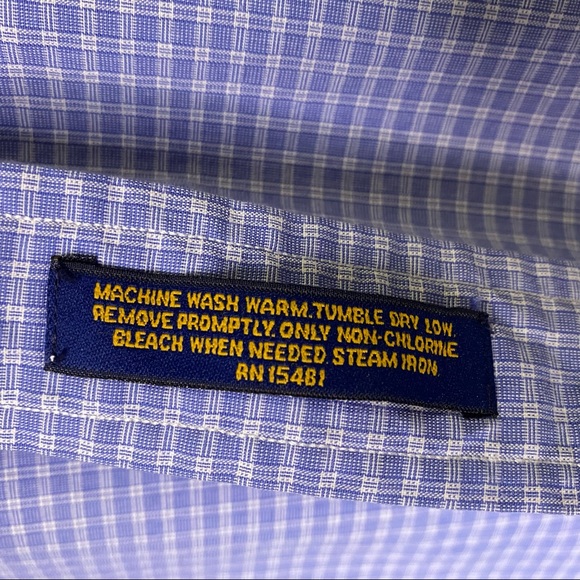 MACHINE WASH WARM. TUMBLE DRY LOW.
REMOVE PROMPTLY. ONLY NON-CHLORINE
BLEACH WHEN NEEDED. STEAM IRON
RN 15481